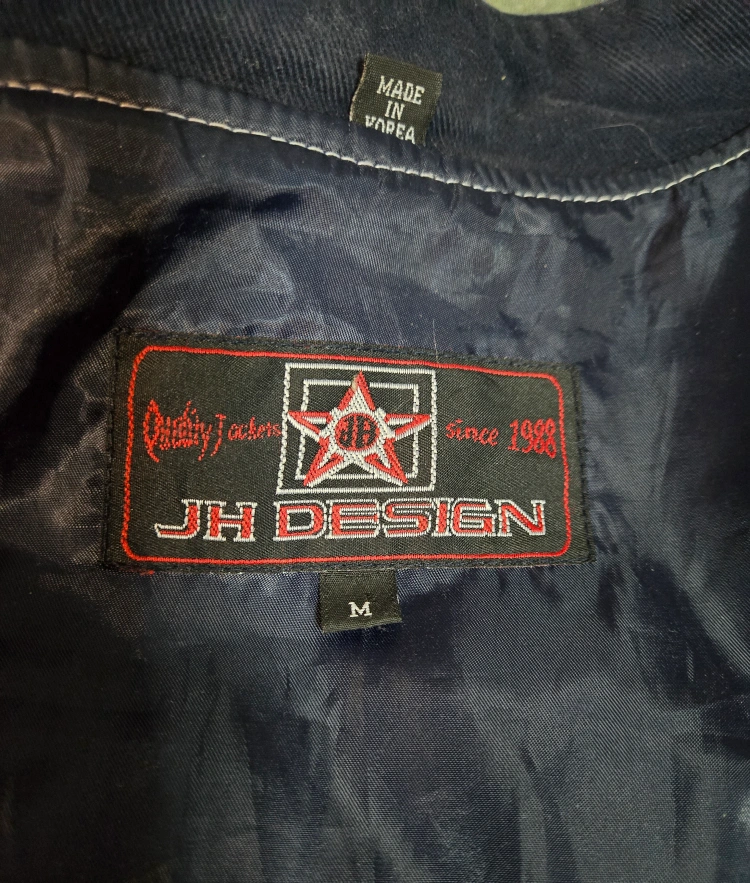 MADE
IN
KOREA
Quality Jackets
JH
since 1988
JH DESIGN
M